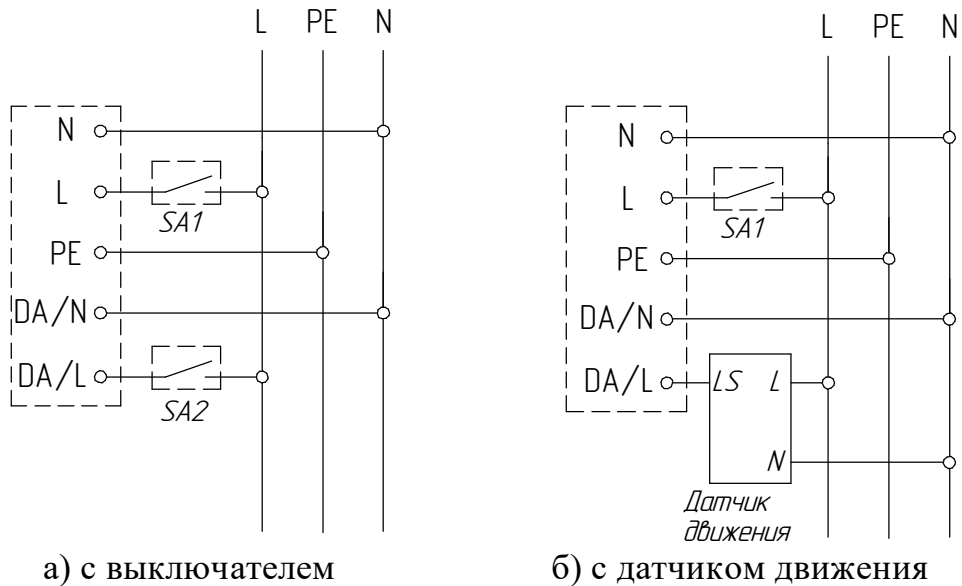 L PE N
N
L
SA1
PE
DA/N
DA/L
SA2
а) с выключателем
L PE N
N
L
SA1
PE
DA/N
DA/L
LS L
N
Датчик
движения
б) с датчиком движения